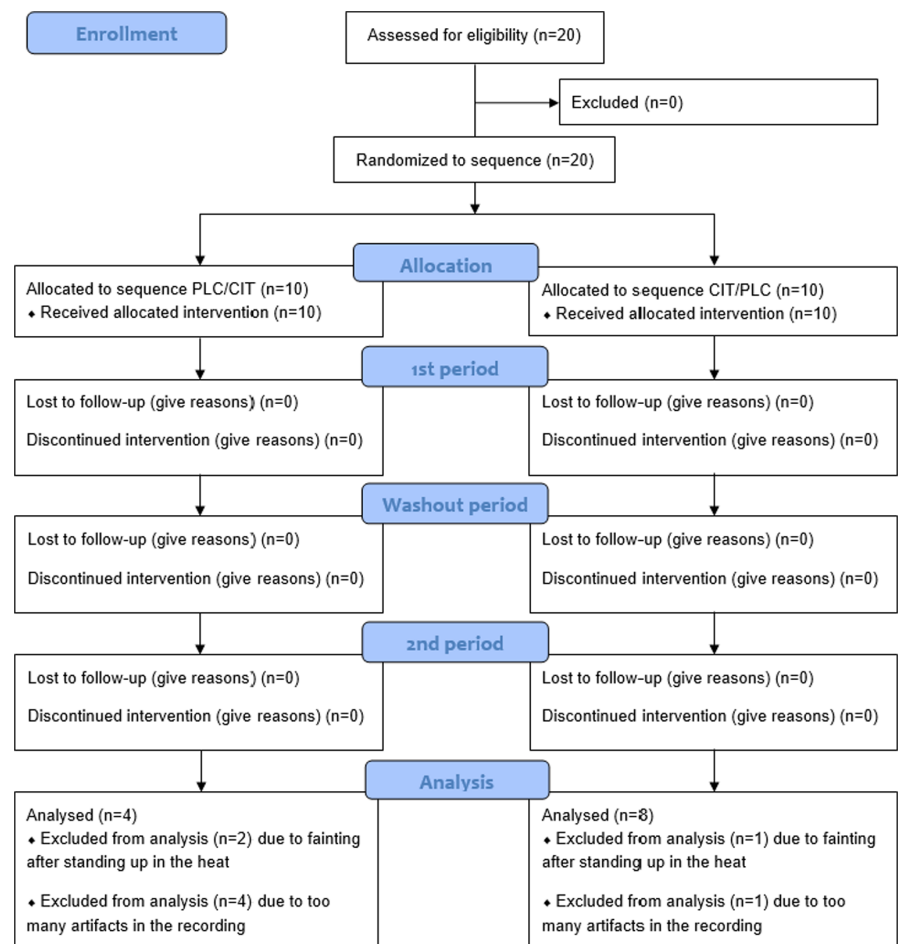 Enrollment
Assessed for eligibility (n=20)
Excluded (n=0)
Randomized to sequence (n=20)
Allocation
Allocated to sequence PLC/CIT (n=10)
⬥ Received allocated intervention (n=10)
Allocated to sequence CIT/PLC (n=10)
⬥ Received allocated intervention (n=10)
1st period
Lost to follow-up (give reasons) (n=0)
Discontinued intervention (give reasons) (n=0)
Lost to follow-up (give reasons) (n=0)
Discontinued intervention (give reasons) (n=0)
Washout period
Lost to follow-up (give reasons) (n=0)
Discontinued intervention (give reasons) (n=0)
Lost to follow-up (give reasons) (n=0)
Discontinued intervention (give reasons) (n=0)
2nd period
Lost to follow-up (give reasons) (n=0)
Discontinued intervention (give reasons) (n=0)
Lost to follow-up (give reasons) (n=0)
Discontinued intervention (give reasons) (n=0)
Analysis
Analysed (n=4)
⬥ Excluded from analysis (n=2) due to fainting
after standing up in the heat
⬥ Excluded from analysis (n=4) due to too
many artifacts in the recording
Analysed (n=8)
⬥ Excluded from analysis (n=1) due to fainting
after standing up in the heat
⬥ Excluded from analysis (n=1) due to too
many artifacts in the recording